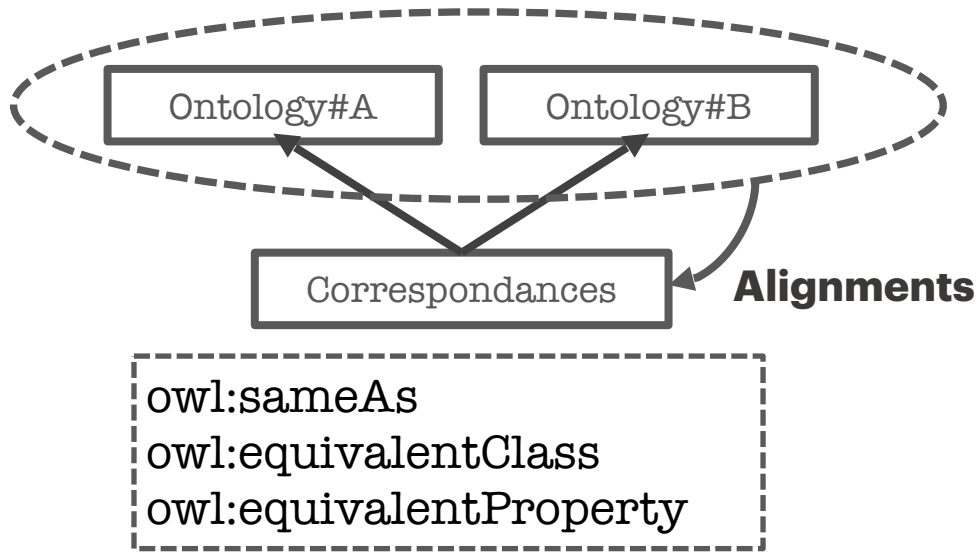 Ontology#A
Ontology#B
Correspondances
Alignments
owl:sameAs
owl:equivalentClass
owl:equivalentProperty